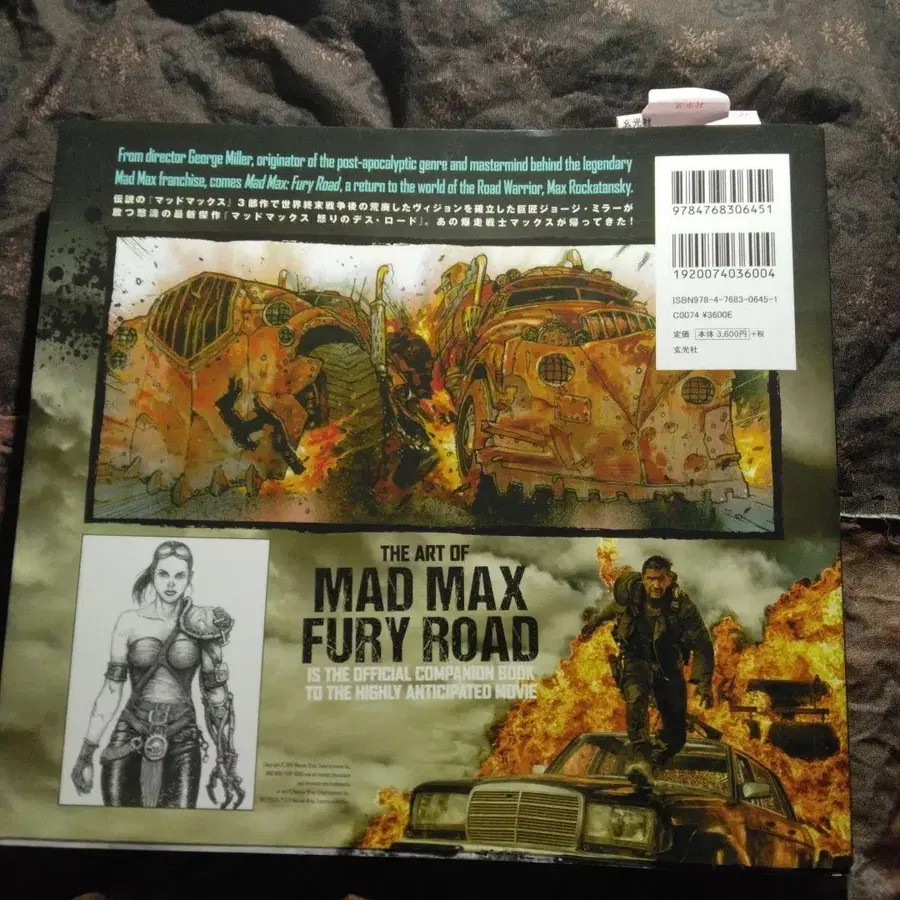 玄光社
玄光社
From director George Miller, originator of the post-apocalyptic genre and mastermind behind the legendary
Mad Max franchise, comes Mad Max: Fury Road, a return to the world of the Road Warrior, Max Rockatansky.
伝説の『マッドマックス』3部作で世界終末戦争後の荒廃したヴィジョンを確立した巨匠ジョージ・ミラーが
放つ怒濤の最新傑作『マッドマックス 怒りのデス・ロード』。あの爆走戦士マックスが帰ってきた!
9784768306451
1920074036004
ISBN978-4-7683-0645-1
C0074 ¥3600E
定価 本体 3,600円 +税
玄光社
THE ART OF
MAD MAX
FURY ROAD
IS THE OFFICIAL COMPANION BOOK
TO THE HIGHLY ANTICIPATED MOVIE